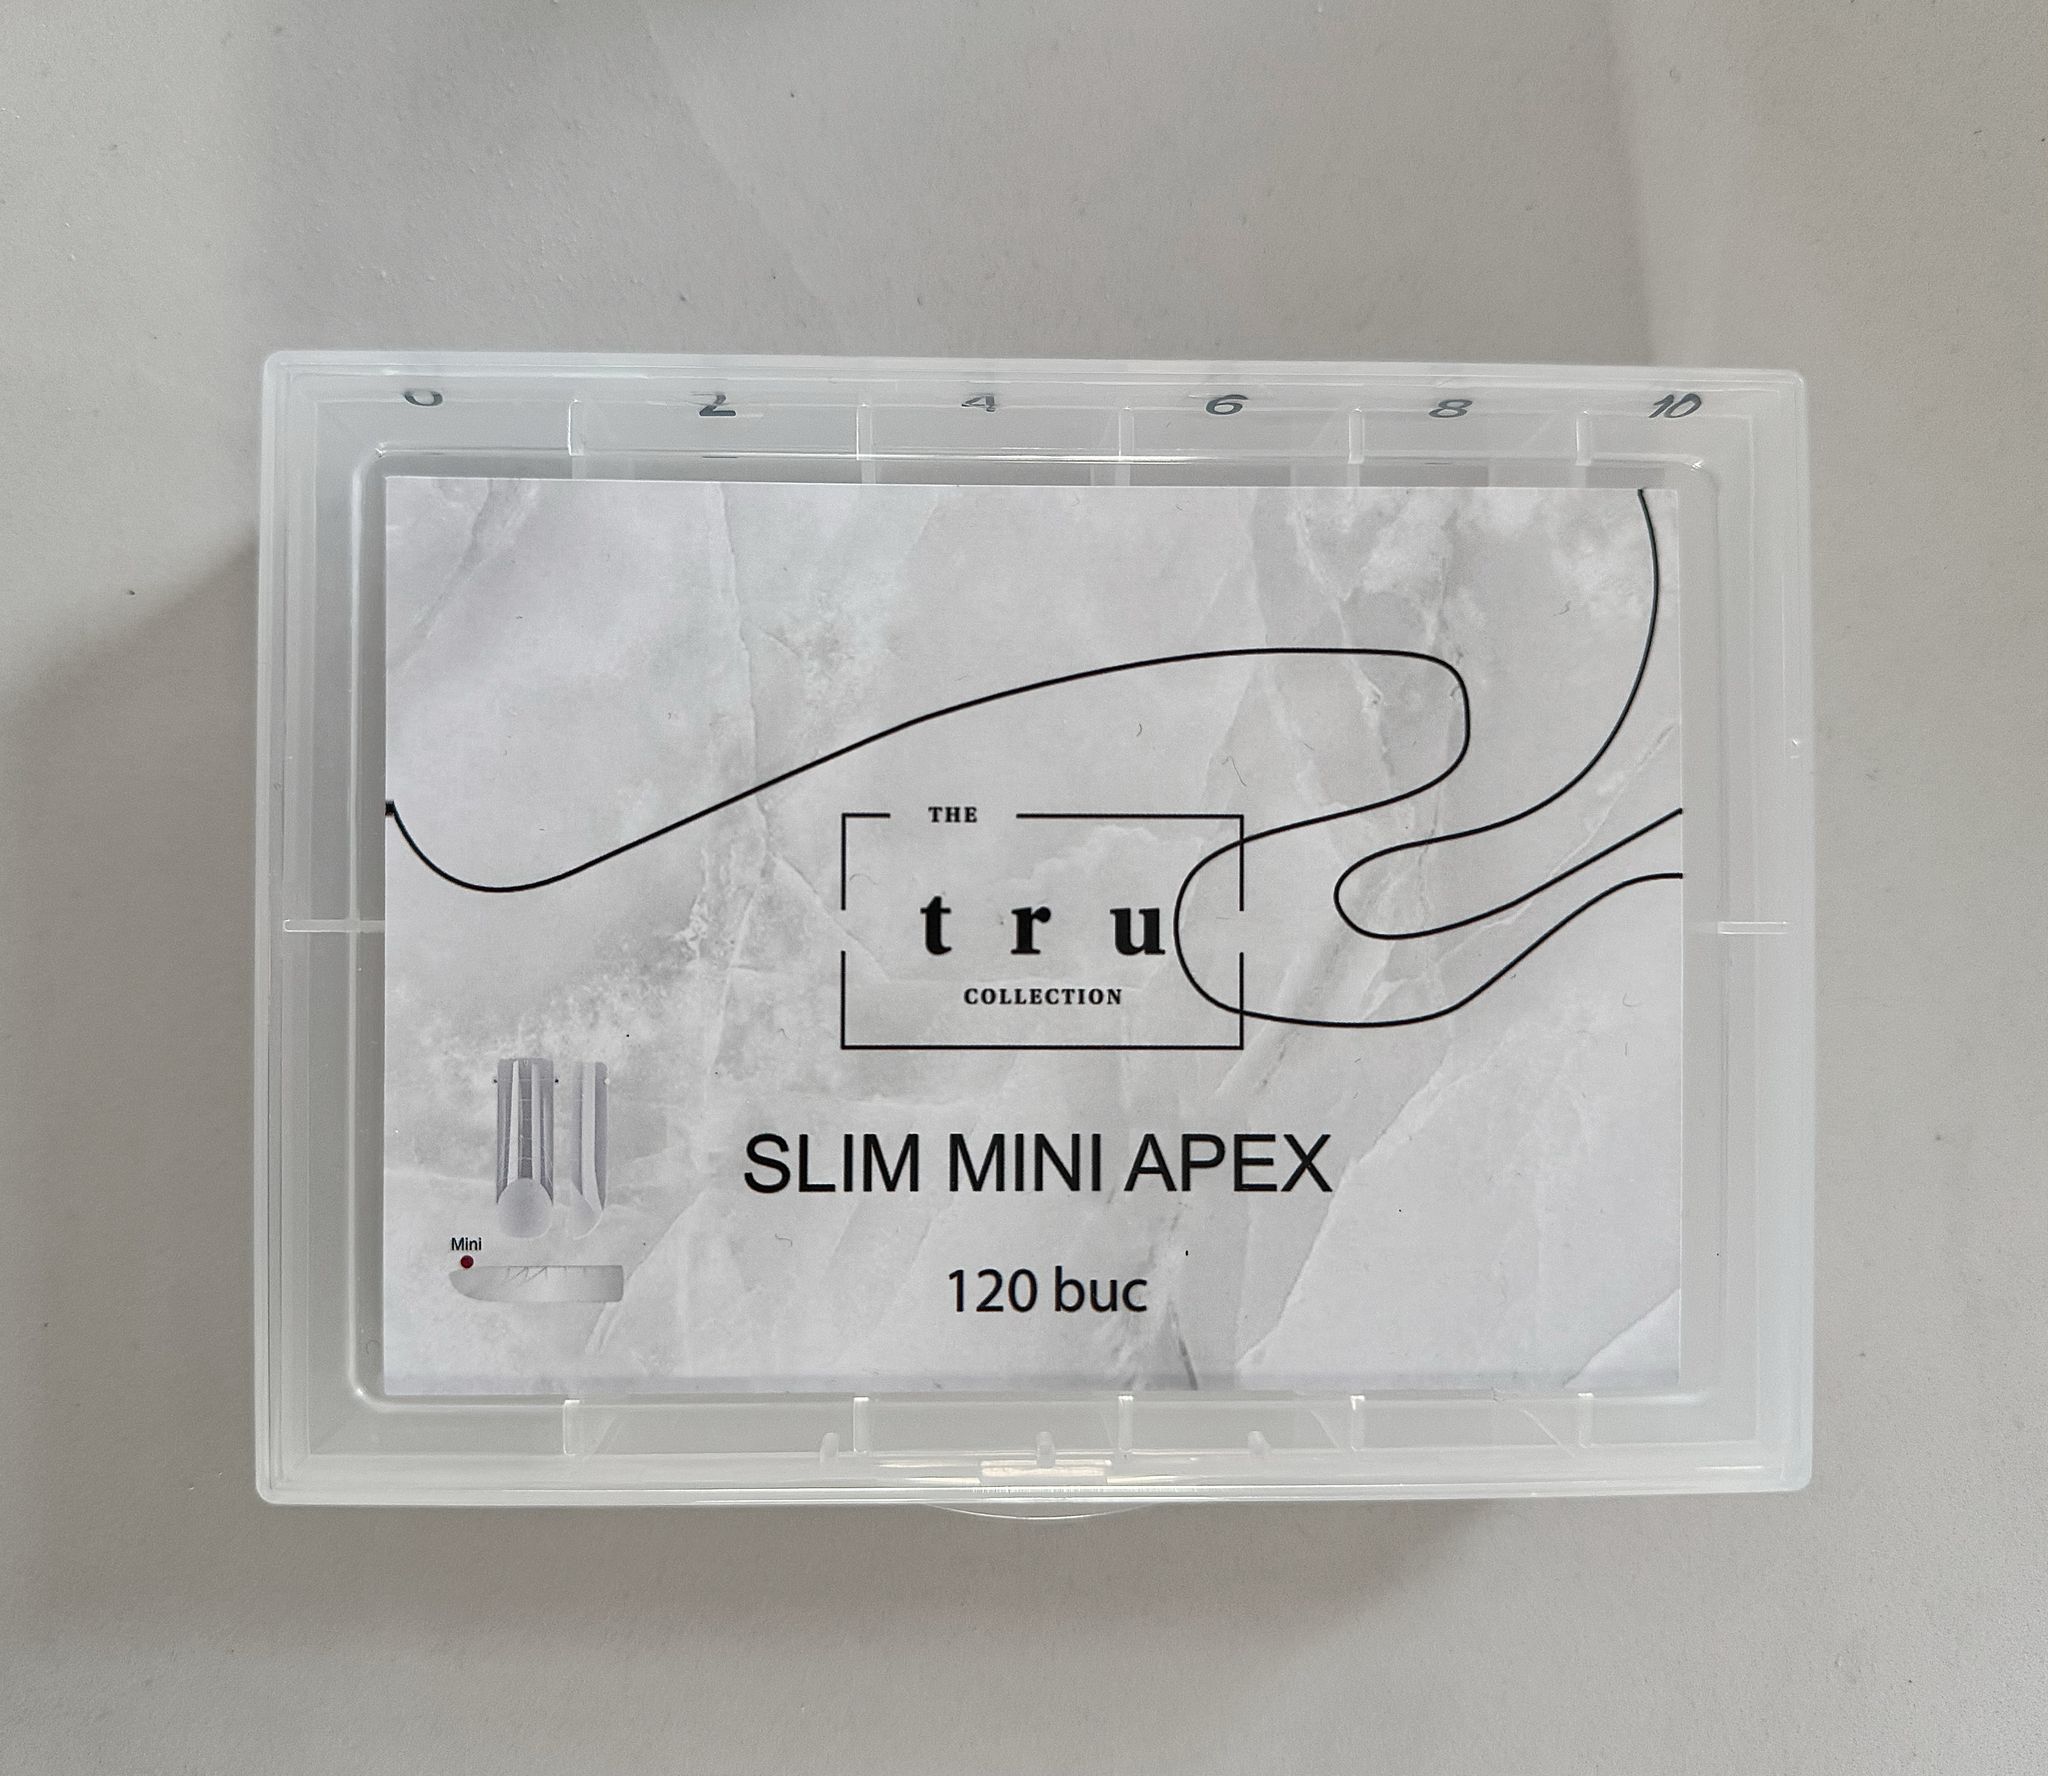 0 2 4 6 8 10
THE
tru
COLLECTION
SLIM MINI APEX
Mini
120 buc